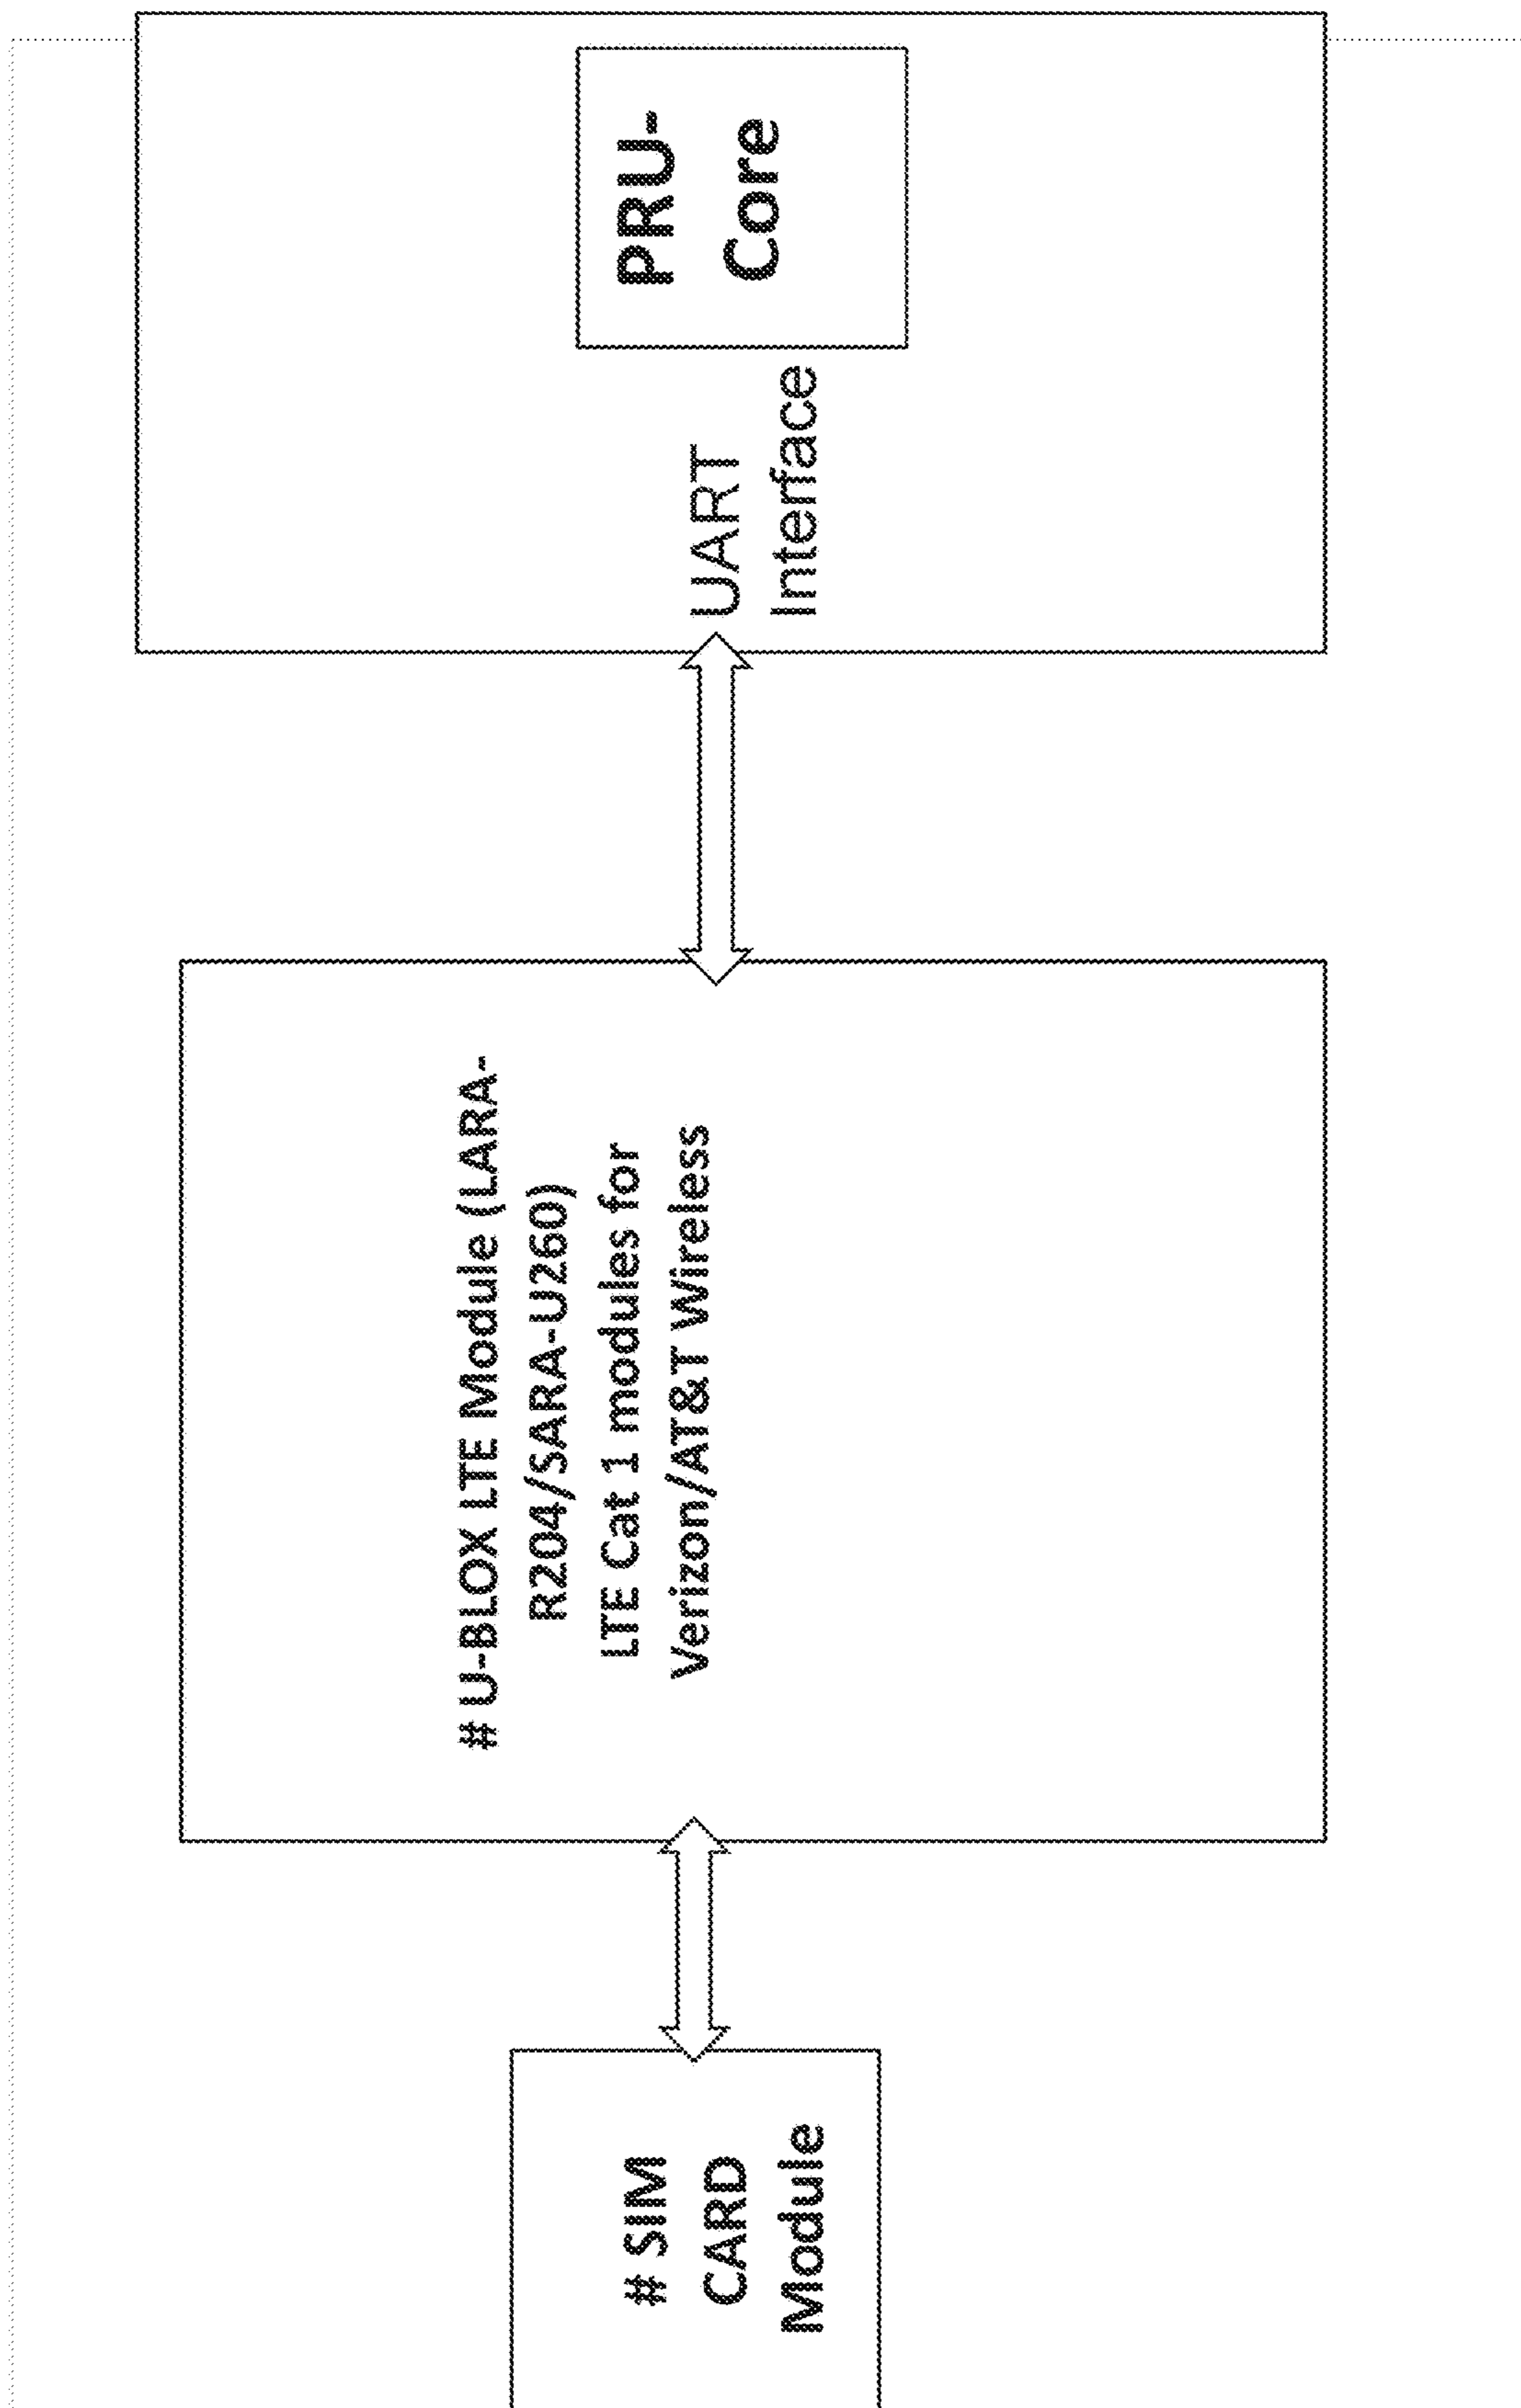 # SIM
CARD
Module
# U-BLOX LTE Module (LARA-
R204/SARA-U260)
LTE Cat 1 modules for
Verizon/AT&T Wireless
UART
Interface
PRU-
Core